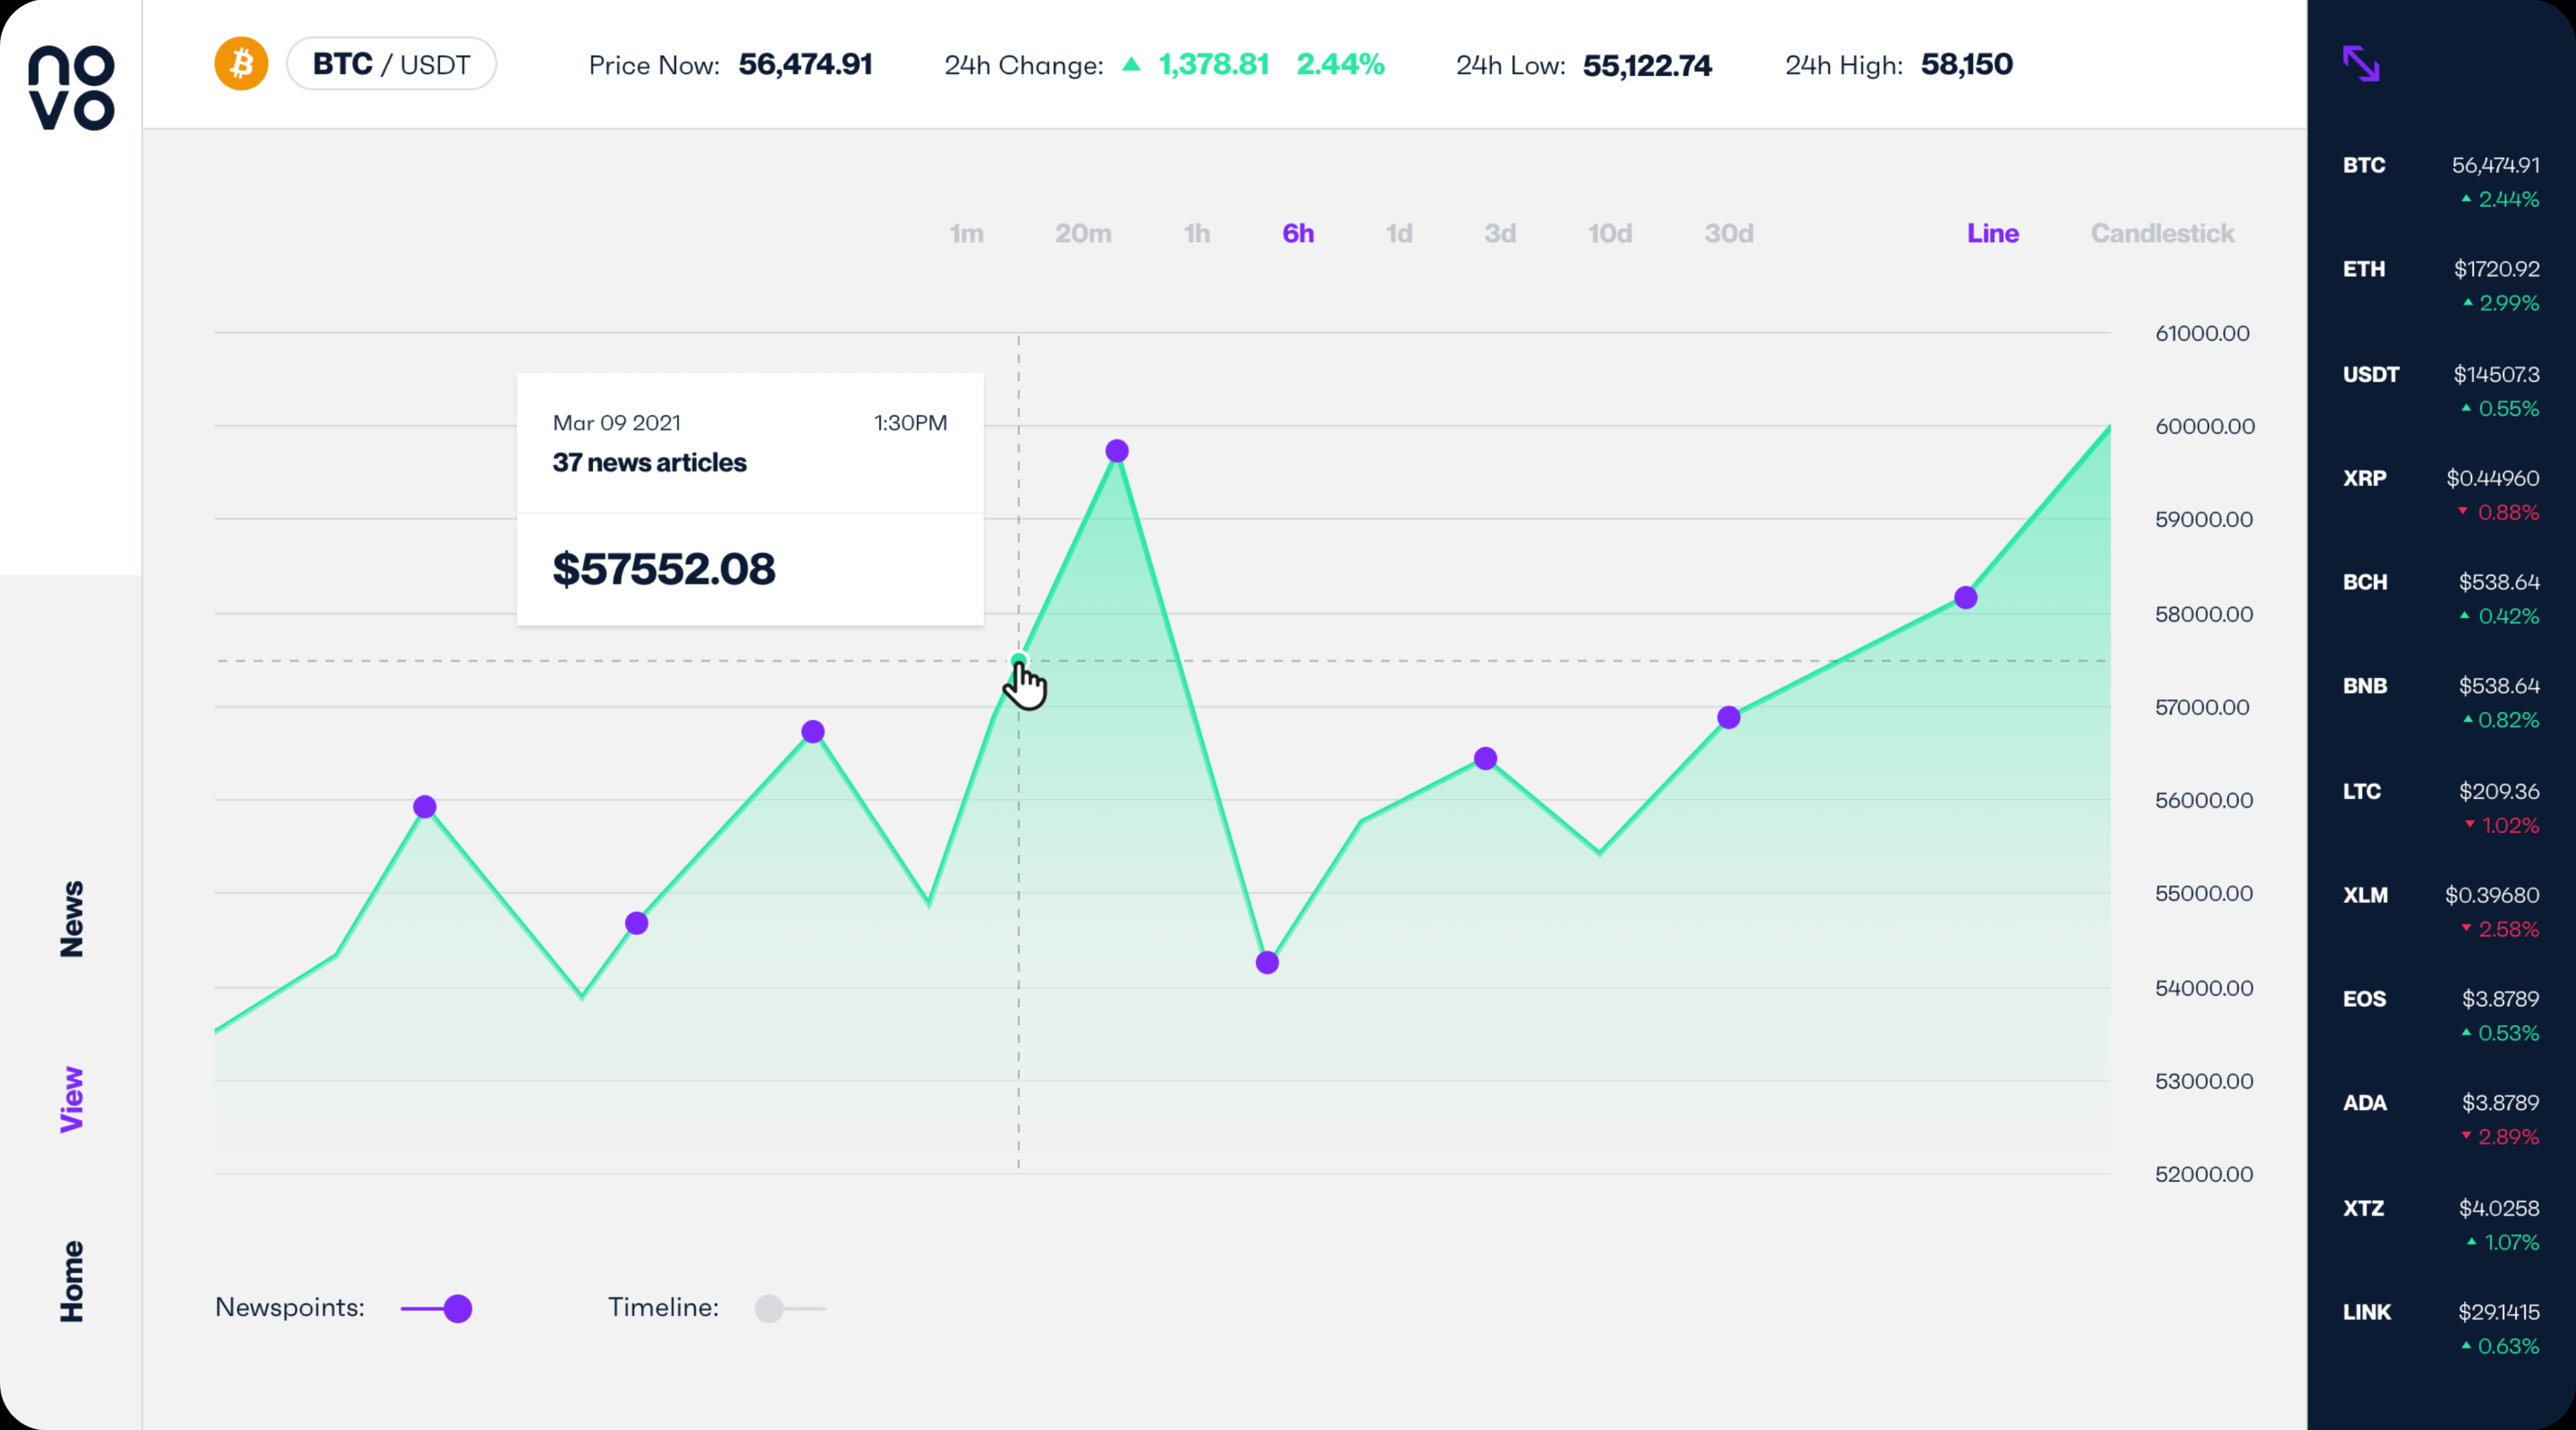 no
vo
BTC / USDT
Price Now: 56,474.91
24h Change: ▲ 1,378.81 2.44%
24h Low: 55,122.74
24h High: 58,150
1m 20m 1h 6h 1d 3d 10d 30d
Line Candlestick
Mar 09 2021 1:30PM
37 news articles
$57552.08
61000.00
60000.00
59000.00
58000.00
57000.00
56000.00
55000.00
54000.00
53000.00
52000.00
News
View
Home
Newspoints:
Timeline:
BTC 56,474.91
▲ 2.44%
ETH $1720.92
▲ 2.99%
USDT $14507.3
▲ 0.55%
XRP $0.44960
▼ 0.88%
BCH $538.64
▲ 0.42%
BNB $538.64
▲ 0.82%
LTC $209.36
▼ 1.02%
XLM $0.39680
▼ 2.58%
EOS $3.8789
▲ 0.53%
ADA $3.8789
▼ 2.89%
XTZ $4.0258
▲ 1.07%
LINK $29.1415
▲ 0.63%